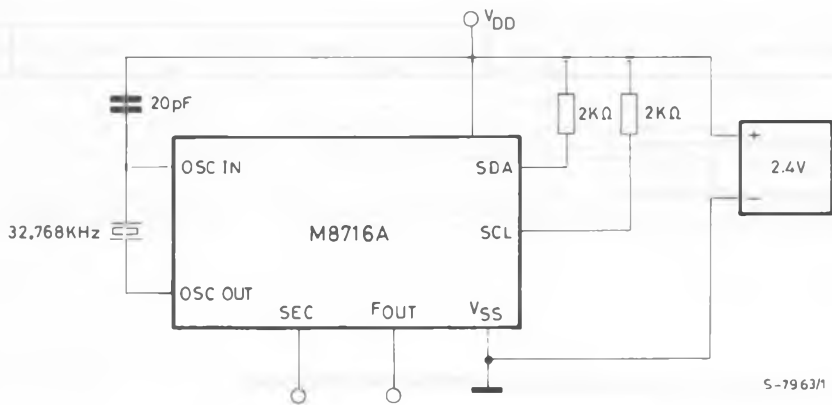 VDD
20pF
2KΩ
2KΩ
+
2.4V
−
OSC IN
SDA
32,768KHz
M8716A
SCL
OSC OUT
SEC
FOUT
VSS
S-7963/1